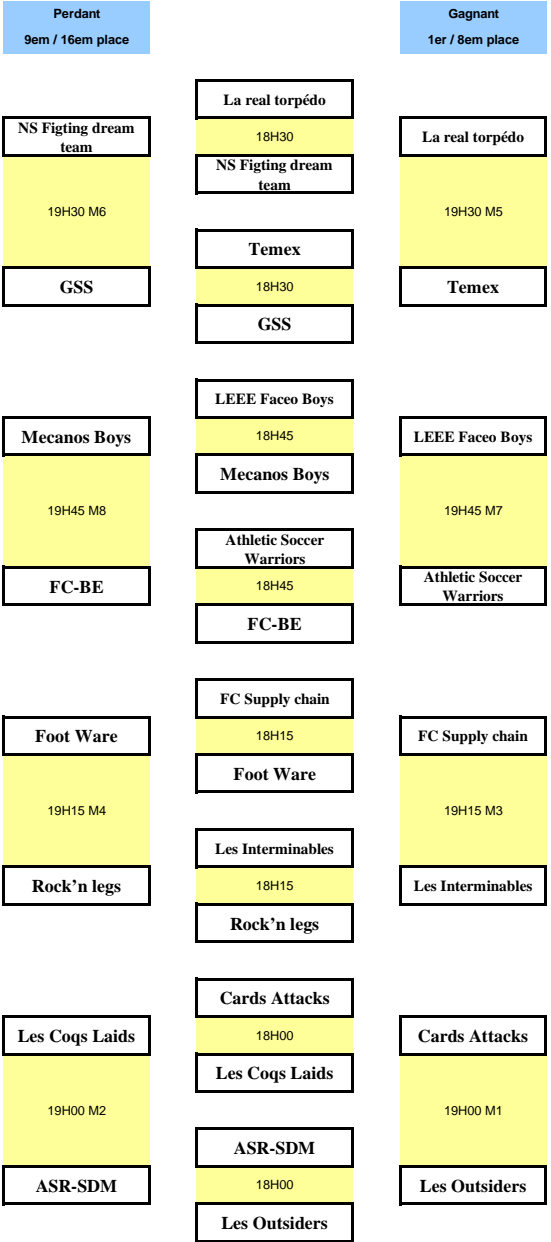 Perdant
9em / 16em place
Gagnant
1er / 8em place
La real torpédo
18H30
NS Figting dream
team
NS Figting dream
team
19H30 M6
GSS
La real torpédo
19H30 M5
Temex
Temex
18H30
GSS
LEEE Faceo Boys
18H45
Mecanos Boys
Mecanos Boys
19H45 M8
FC-BE
LEEE Faceo Boys
19H45 M7
Athletic Soccer
Warriors
Athletic Soccer
Warriors
18H45
FC-BE
FC Supply chain
18H15
Foot Ware
Foot Ware
19H15 M4
Rock'n legs
FC Supply chain
19H15 M3
Les Interminables
Les Interminables
18H15
Rock'n legs
Cards Attacks
18H00
Les Coqs Laids
Les Coqs Laids
19H00 M2
ASR-SDM
Cards Attacks
19H00 M1
Les Outsiders
ASR-SDM
18H00
Les Outsiders